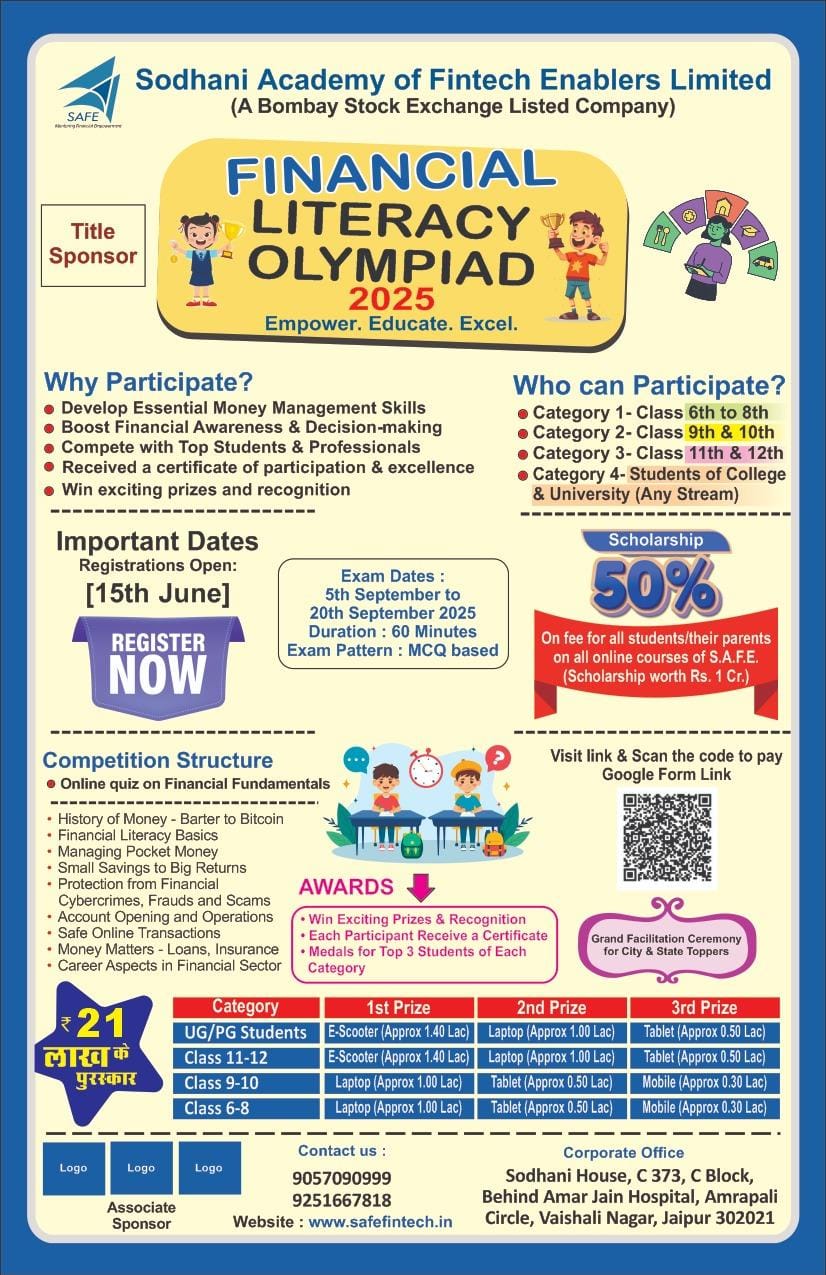 SAFE
Mentoring Financial Empowerment
Sodhani Academy of Fintech Enablers Limited
(A Bombay Stock Exchange Listed Company)
Title
Sponsor
FINANCIAL
LITERACY
OLYMPIAD
2025
Empower. Educate. Excel.
Why Participate?
Develop Essential Money Management Skills
Boost Financial Awareness & Decision-making
Compete with Top Students & Professionals
Received a certificate of participation & excellence
Win exciting prizes and recognition
Who can Participate?
Category 1- Class 6th to 8th
Category 2- Class 9th & 10th
Category 3- Class 11th & 12th
Category 4- Students of College
& University (Any Stream)
Important Dates
Registrations Open:
[15th June]
REGISTER
NOW
Exam Dates :
5th September to
20th September 2025
Duration : 60 Minutes
Exam Pattern : MCQ based
Scholarship
50%
On fee for all students/their parents
on all online courses of S.A.F.E.
(Scholarship worth Rs. 1 Cr.)
Competition Structure
Online quiz on Financial Fundamentals
• History of Money - Barter to Bitcoin
• Financial Literacy Basics
• Managing Pocket Money
• Small Savings to Big Returns
• Protection from Financial
Cybercrimes, Frauds and Scams
• Account Opening and Operations
• Safe Online Transactions
• Money Matters - Loans, Insurance
• Career Aspects in Financial Sector
AWARDS
• Win Exciting Prizes & Recognition
• Each Participant Receive a Certificate
• Medals for Top 3 Students of Each
Category
Visit link & Scan the code to pay
Google Form Link
Grand Facilitation Ceremony
for City & State Toppers
₹ 21
लाख के
पुरस्कार
Category 1st Prize 2nd Prize 3rd Prize
UG/PG Students E-Scooter (Approx 1.40 Lac) Laptop (Approx 1.00 Lac) Tablet (Approx 0.50 Lac)
Class 11-12 E-Scooter (Approx 1.40 Lac) Laptop (Approx 1.00 Lac) Tablet (Approx 0.50 Lac)
Class 9-10 Laptop (Approx 1.00 Lac) Tablet (Approx 0.50 Lac) Mobile (Approx 0.30 Lac)
Class 6-8 Laptop (Approx 1.00 Lac) Tablet (Approx 0.50 Lac) Mobile (Approx 0.30 Lac)
Logo Logo Logo
Associate
Sponsor
Contact us :
9057090999
9251667818
Website : www.safefintech.in
Corporate Office
Sodhani House, C 373, C Block,
Behind Amar Jain Hospital, Amrapali
Circle, Vaishali Nagar, Jaipur 302021